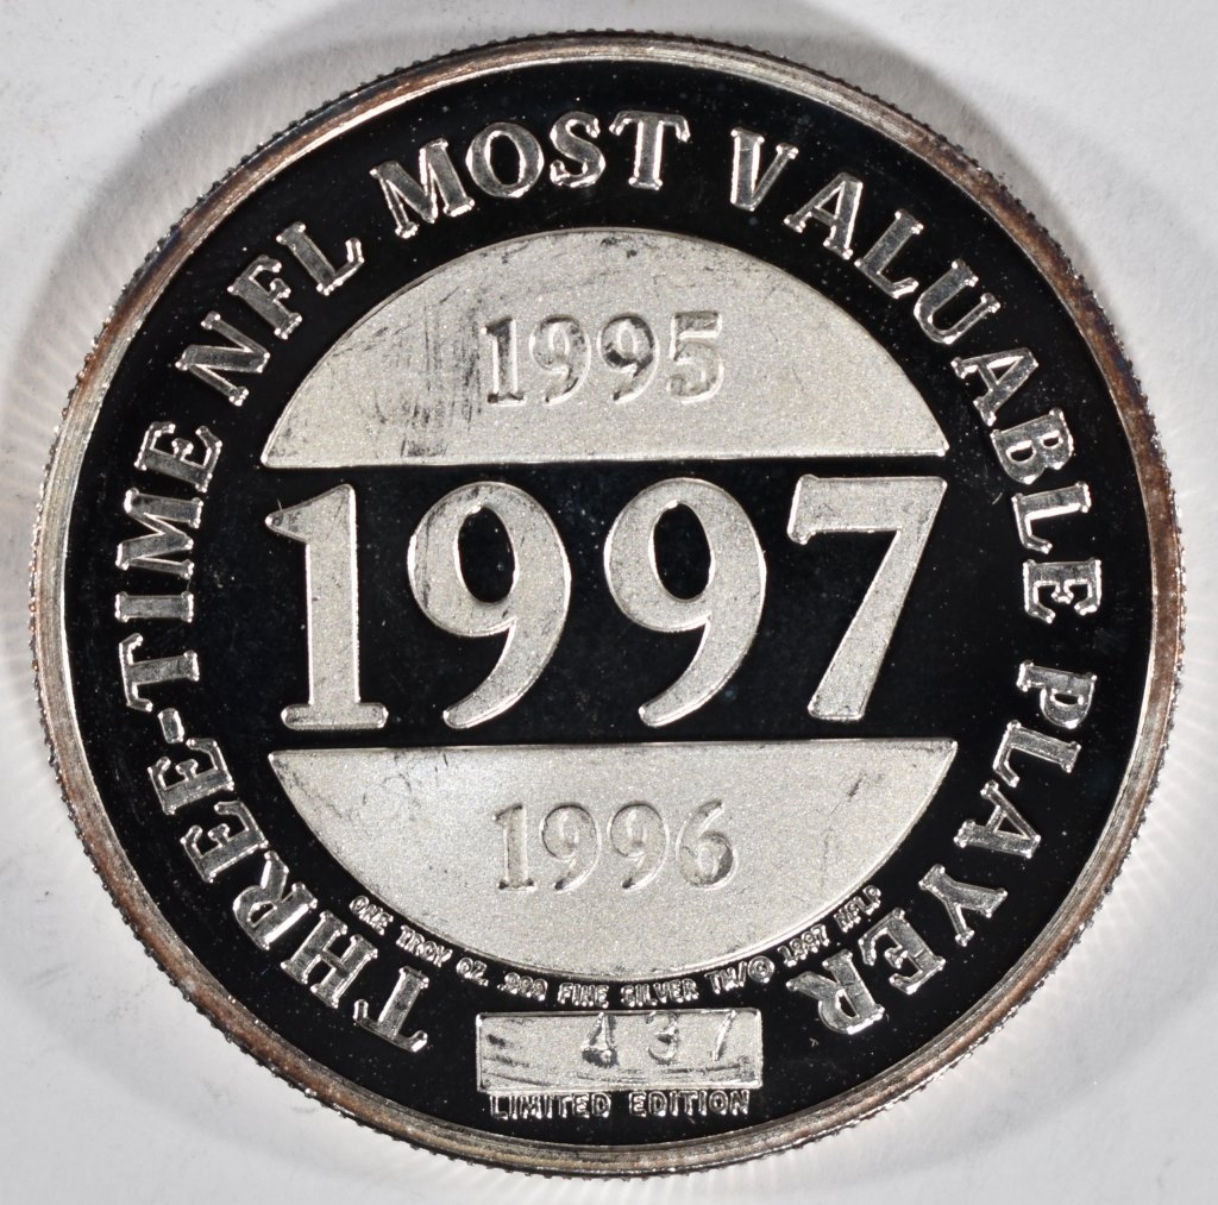 THREE-TIME NFL MOST VALUABLE PLAYER
1995
1997
1996
ONE TROY OZ. .999 FINE SILVER TM/© 1997 NFLP
437
LIMITED EDITION